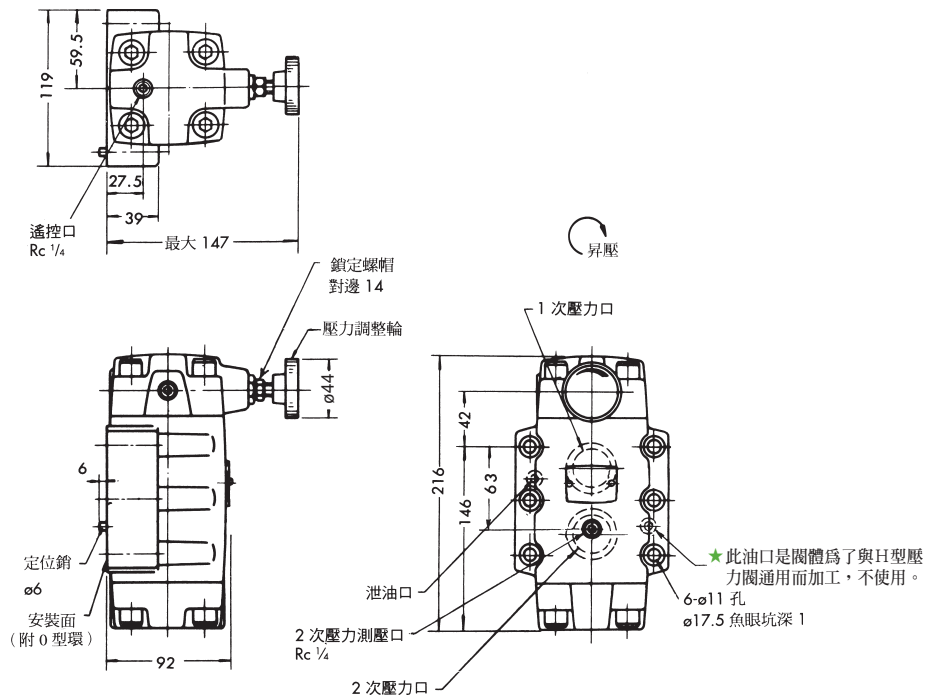 59.5
119
27.5
39
遙控口
Rc ¼
最大 147
鎖定螺帽
對邊 14
昇壓
1 次壓力口
壓力調整輪
ø44
42
216
146
63
6
定位銷
ø6
安裝面
(附 O 型環)
92
泄油口
2 次壓力測壓口
Rc ¼
2 次壓力口
★此油口是閥體爲了與H型壓
力閥通用而加工，不使用。
6-ø11 孔
ø17.5 魚眼坑深 1